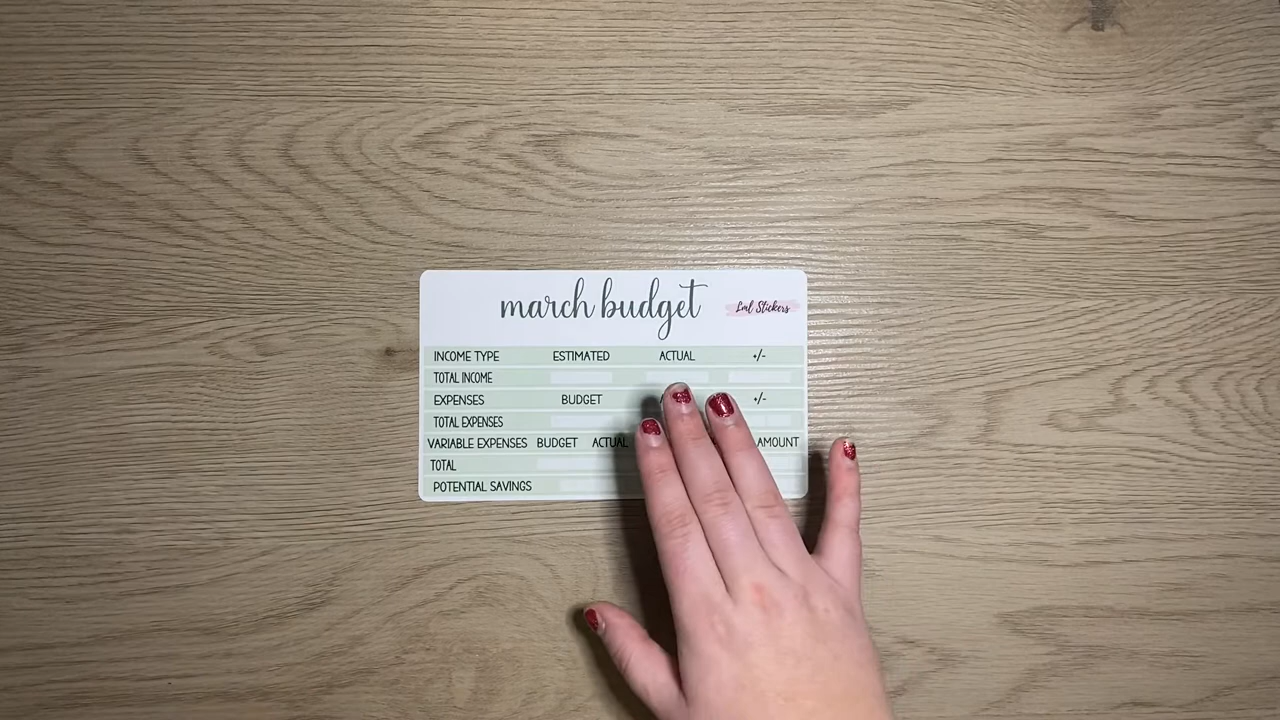 march budget
Lml Stickers
INCOME TYPE ESTIMATED ACTUAL +/-
TOTAL INCOME
EXPENSES BUDGET +/-
TOTAL EXPENSES
VARIABLE EXPENSES BUDGET ACTUAL AMOUNT
TOTAL
POTENTIAL SAVINGS